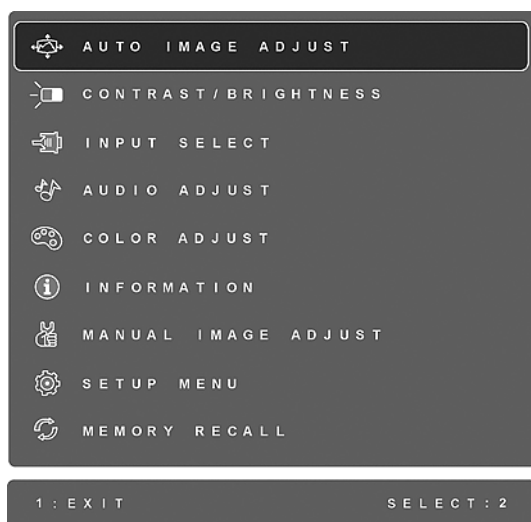 AUTO IMAGE ADJUST
CONTRAST/BRIGHTNESS
INPUT SELECT
AUDIO ADJUST
COLOR ADJUST
INFORMATION
MANUAL IMAGE ADJUST
SETUP MENU
MEMORY RECALL
1:EXIT SELECT:2